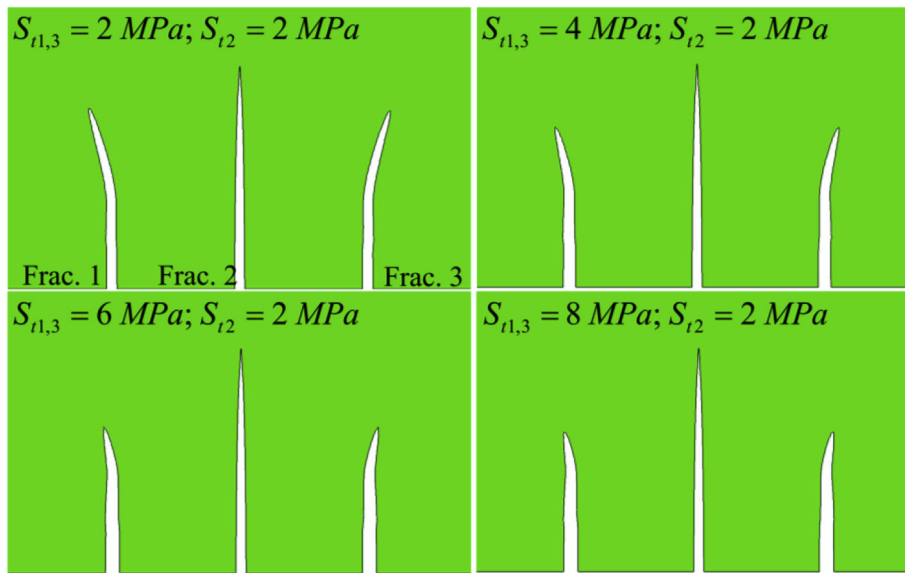 S_{t1,3} = 2 MPa; S_{t2} = 2 MPa
S_{t1,3} = 4 MPa; S_{t2} = 2 MPa
Frac. 1 Frac. 2 Frac. 3
S_{t1,3} = 6 MPa; S_{t2} = 2 MPa
S_{t1,3} = 8 MPa; S_{t2} = 2 MPa